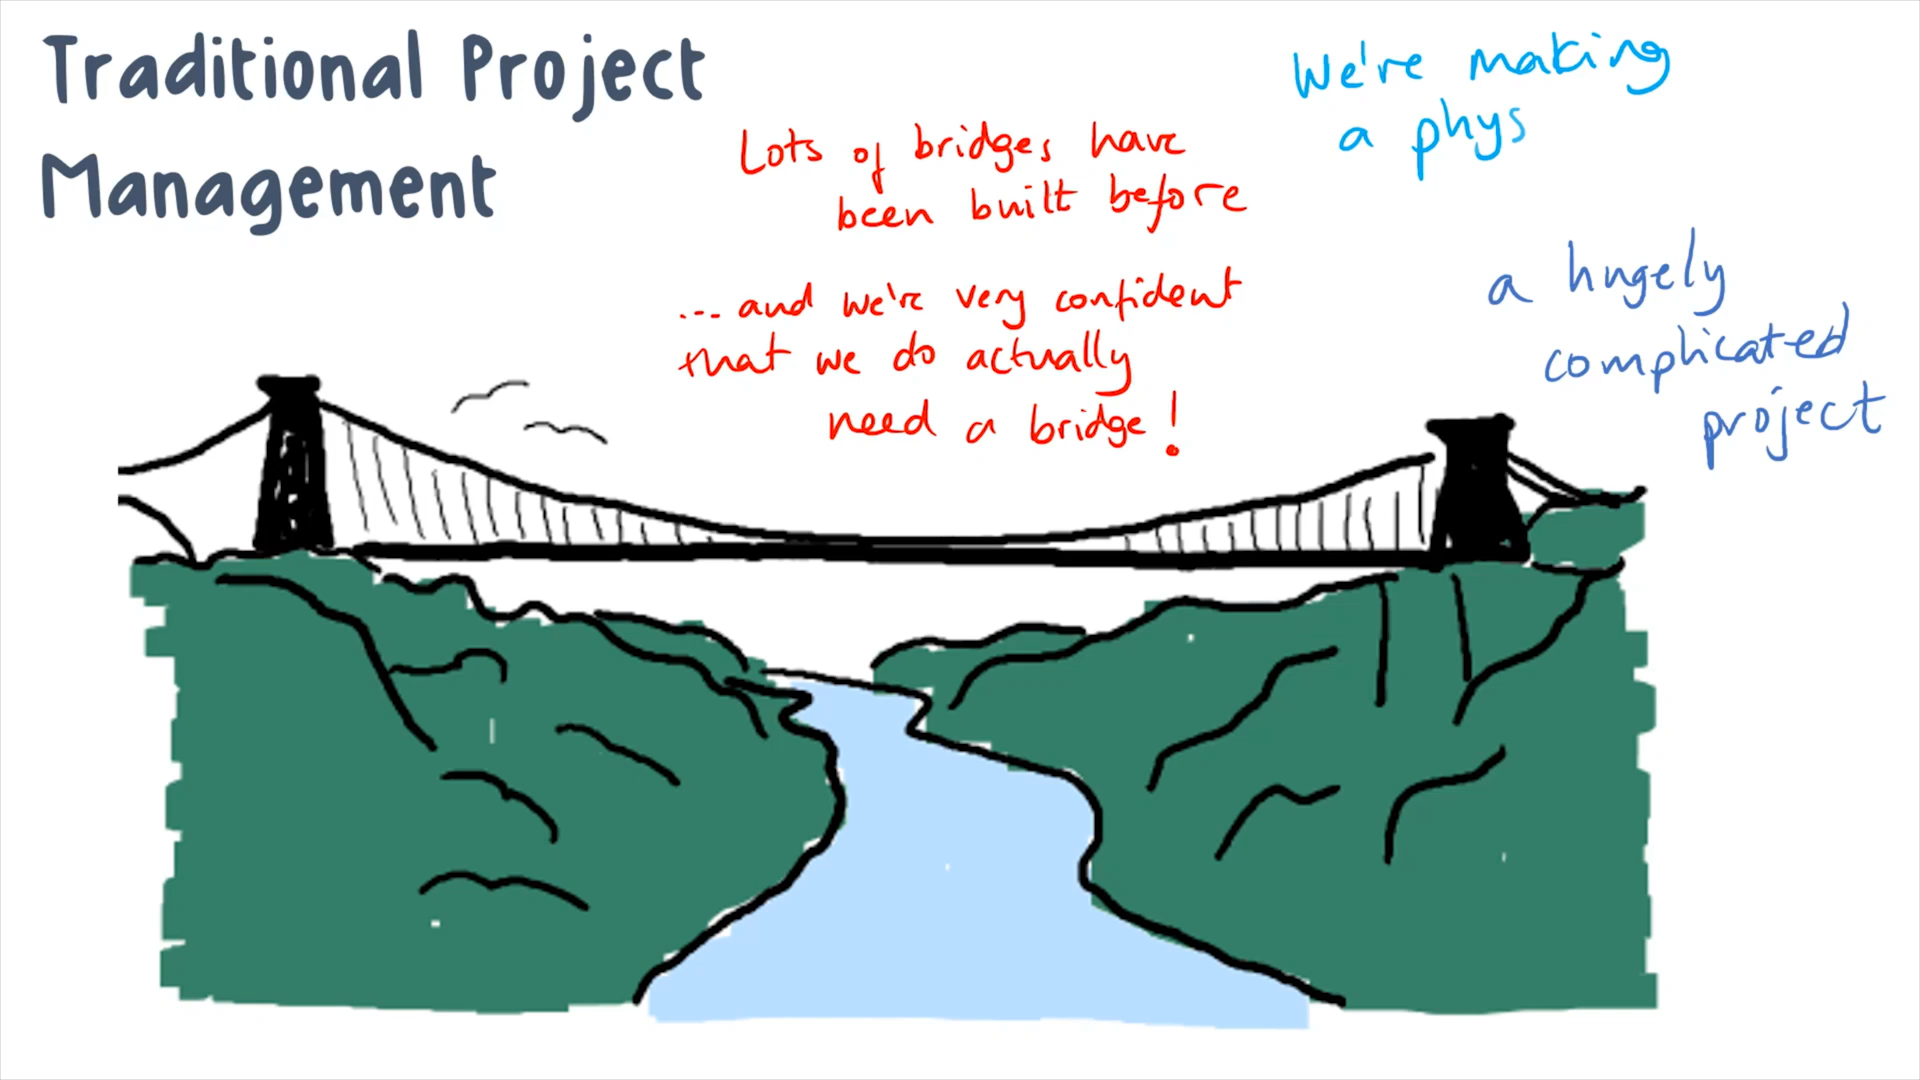 Traditional Project
Management
Lots of bridges have
been built before
...and we're very confident
that we do actually
need a bridge!
We're making
a phys
a hugely
complicated
project